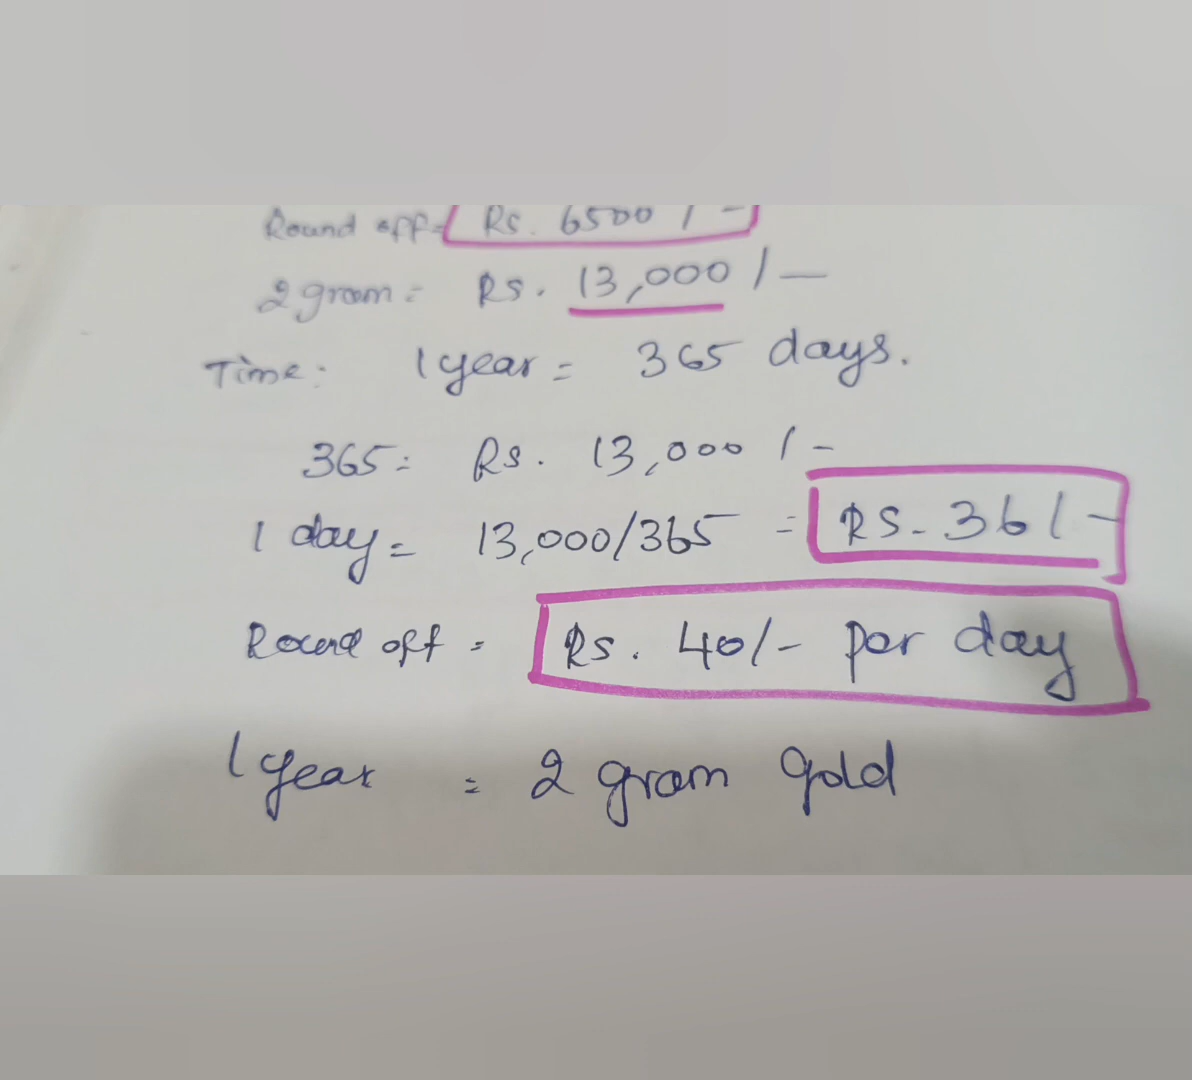 Round off = Rs. 6500/-
2 gram = Rs. 13,000/-
Time: 1 year = 365 days.
365 = Rs. 13,000/-
1 day = 13,000/365 = Rs. 36/-
Round off = Rs. 40/- per day
1 year = 2 gram gold